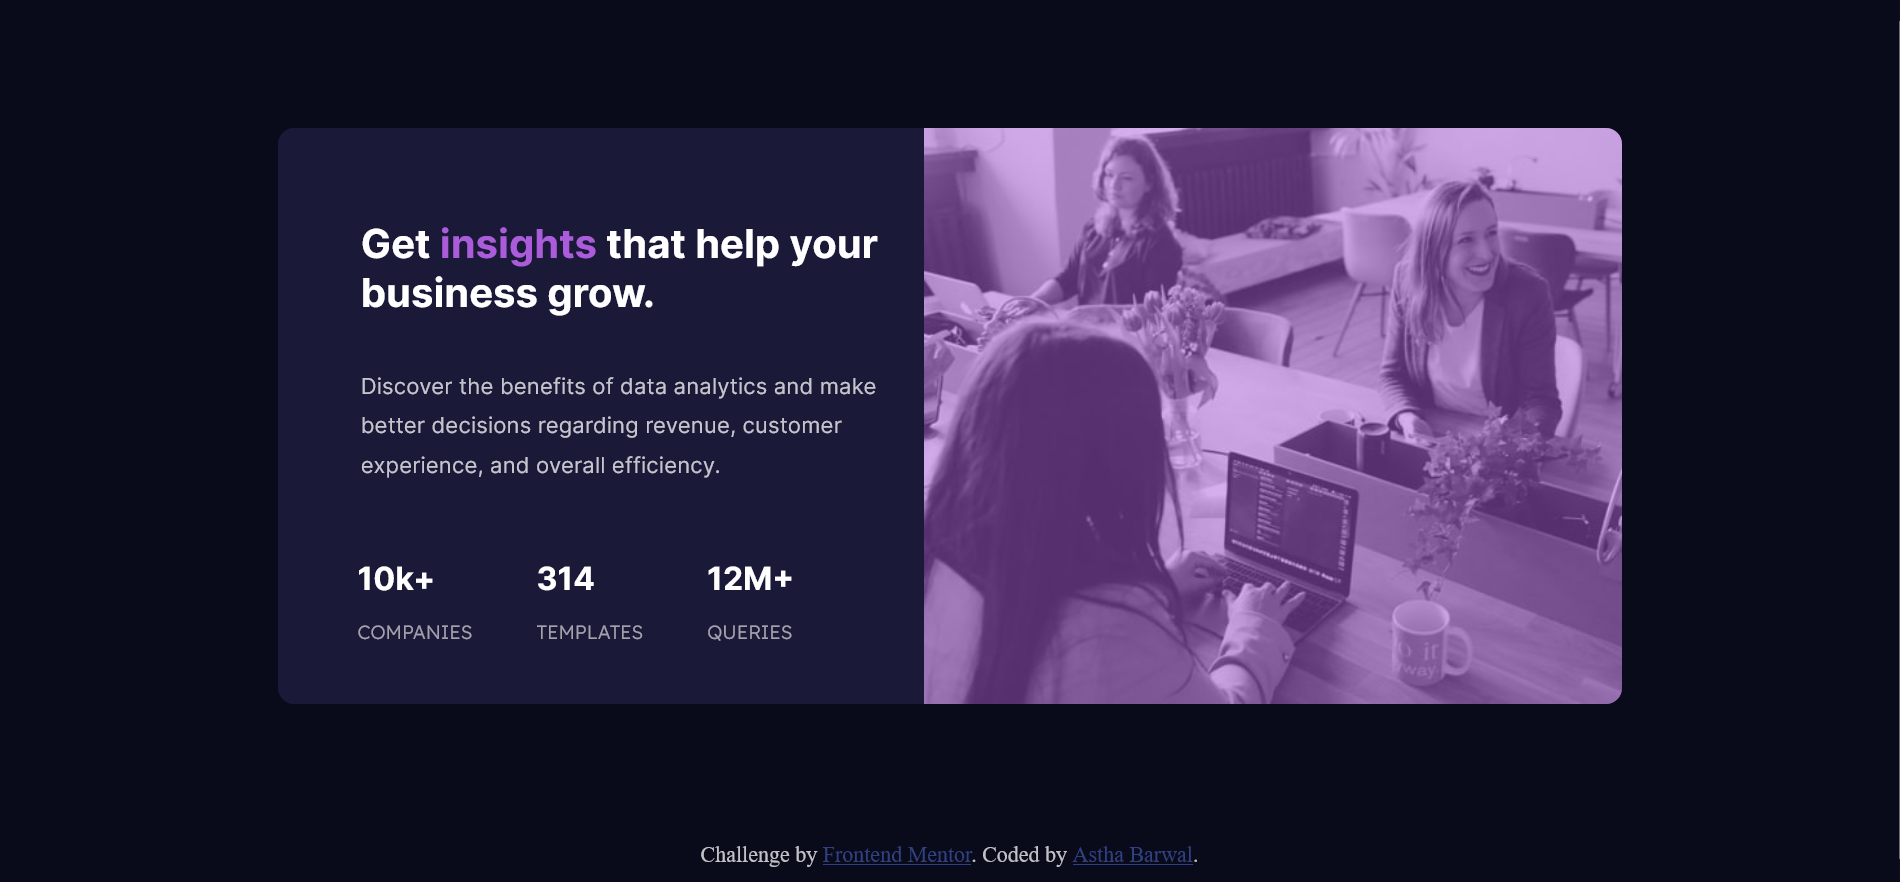 Get insights that help your
business grow.
Discover the benefits of data analytics and make
better decisions regarding revenue, customer
experience, and overall efficiency.
10k+ 314 12M+
COMPANIES TEMPLATES QUERIES
Challenge by Frontend Mentor. Coded by Astha Barwal.